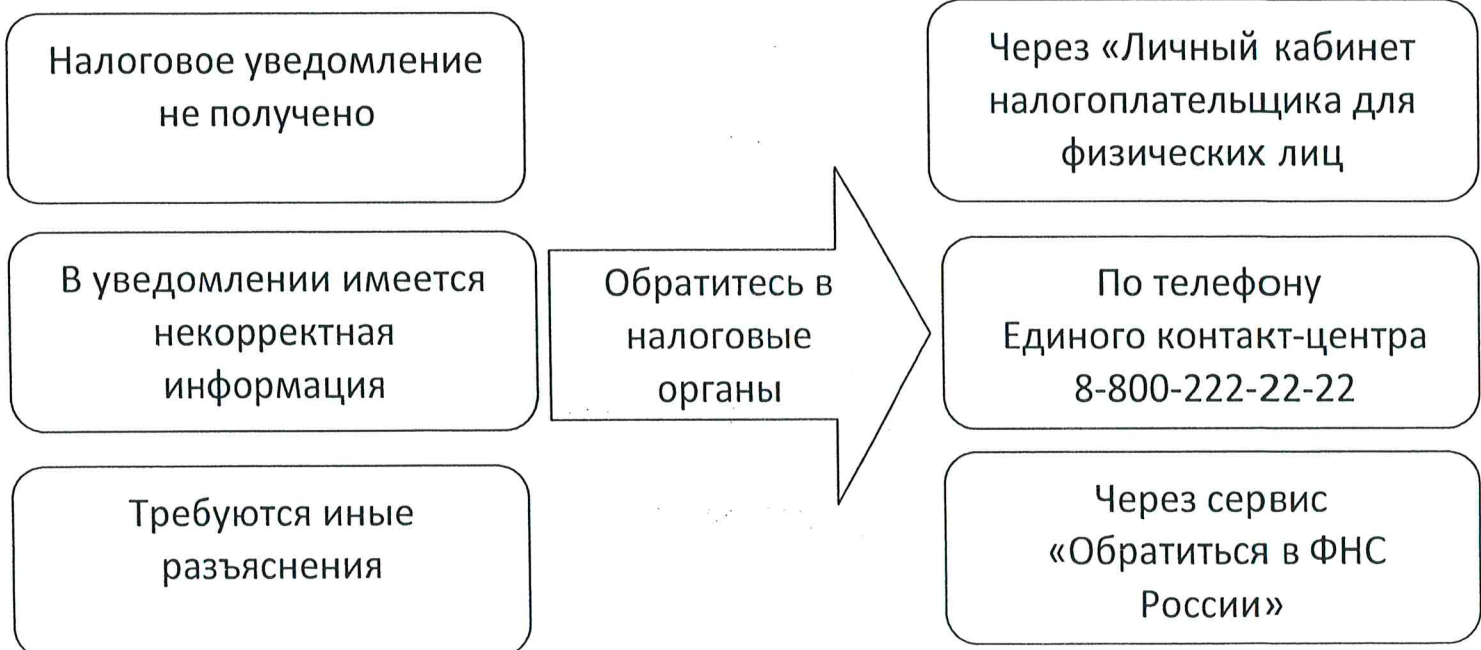 Налоговое уведомление
не получено
В уведомлении имеется
некорректная
информация
Требуются иные
разъяснения
Обратитесь в
налоговые
органы
Через «Личный кабинет
налогоплательщика для
физических лиц
По телефону
Единого контакт-центра
8-800-222-22-22
Через сервис
«Обратиться в ФНС
России»